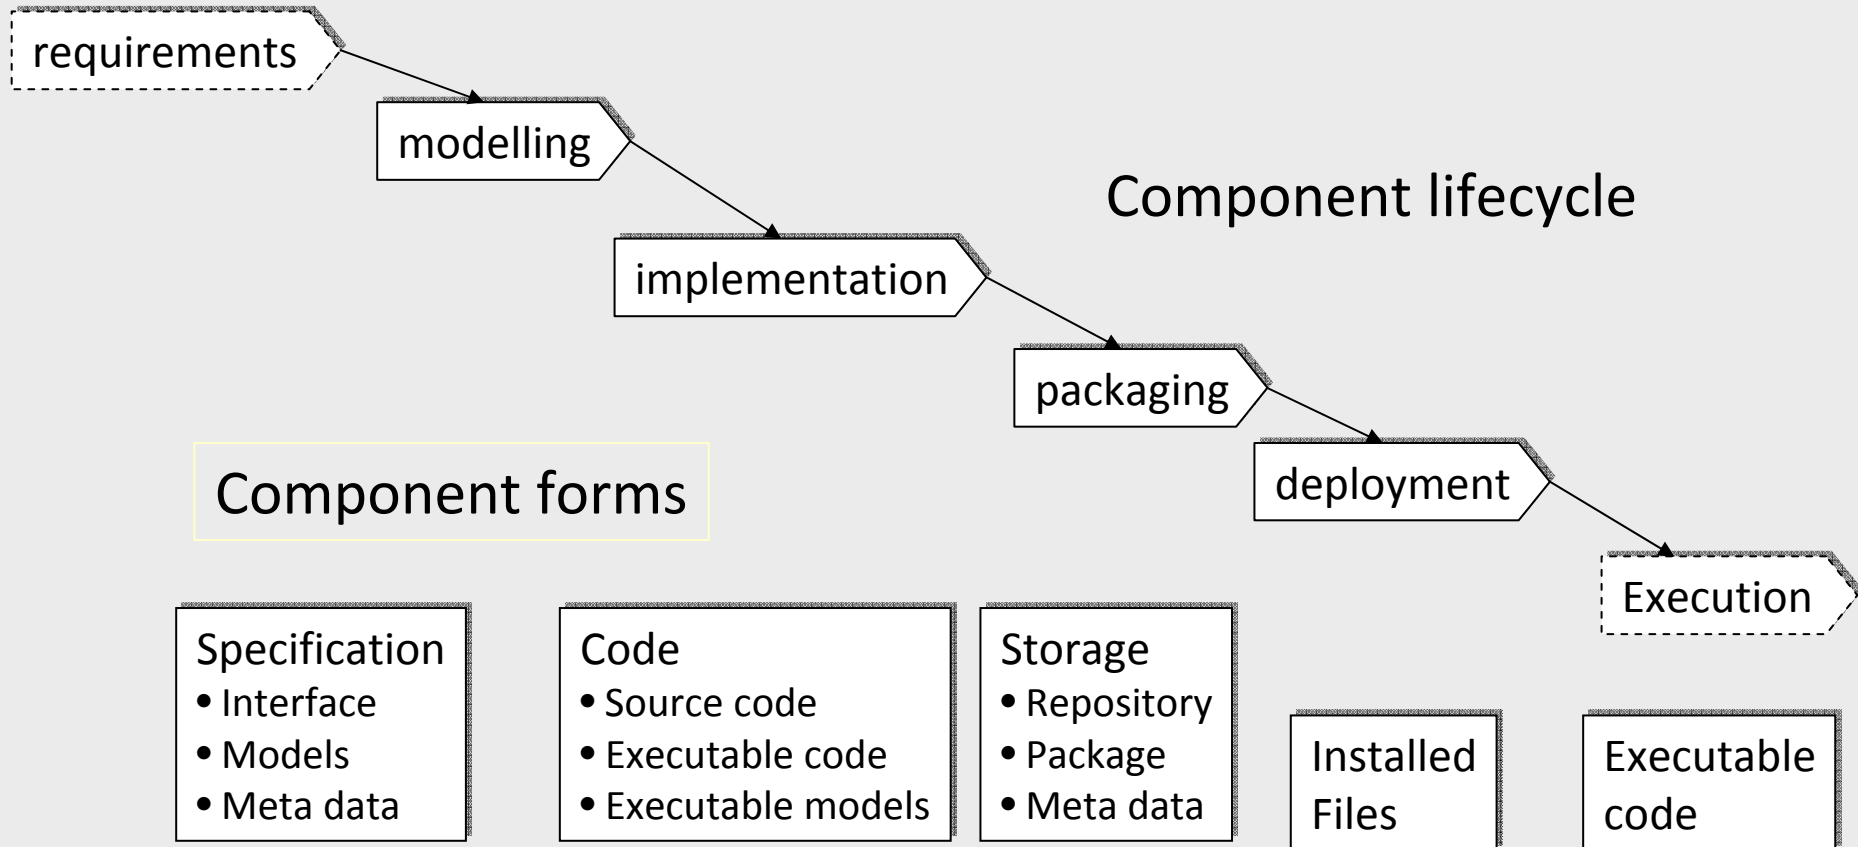 requirements
modelling
Component lifecycle
implementation
packaging
Component forms
deployment
Execution
Specification
• Interface
• Models
• Meta data
Code
• Source code
• Executable code
• Executable models
Storage
• Repository
• Package
• Meta data
Installed
Files
Executable
code